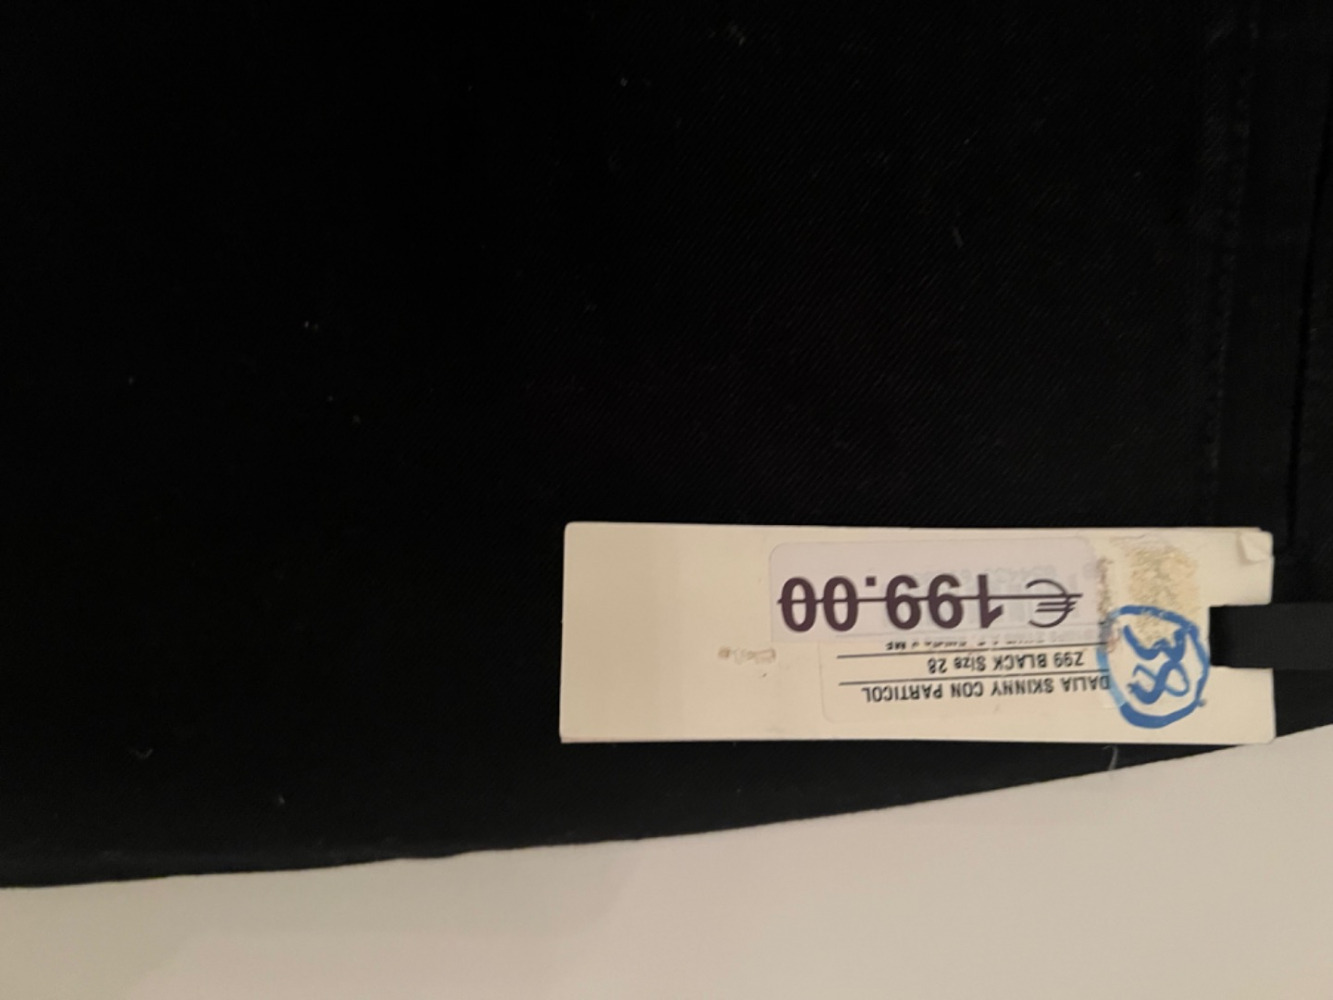 38
DALIA SKINNY CON PARTICOL
Z99 BLACK Size 28
€ 199.00